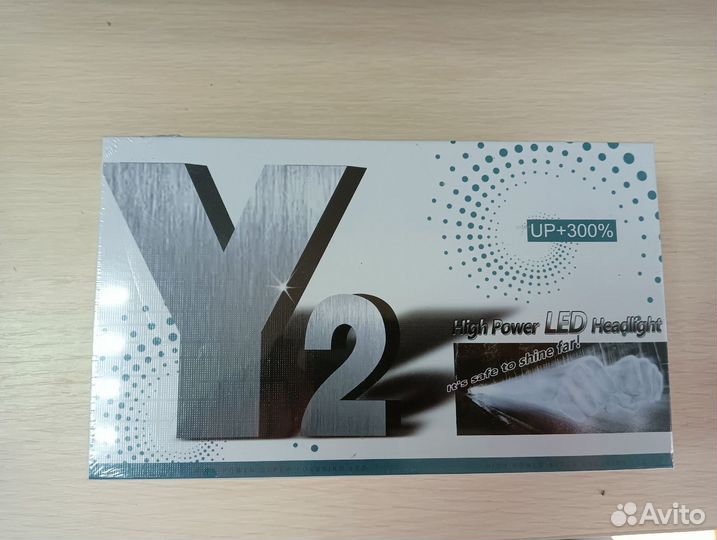 Y2
UP+300%
High Power LED Headlight
It's safe to shine far!
Avito